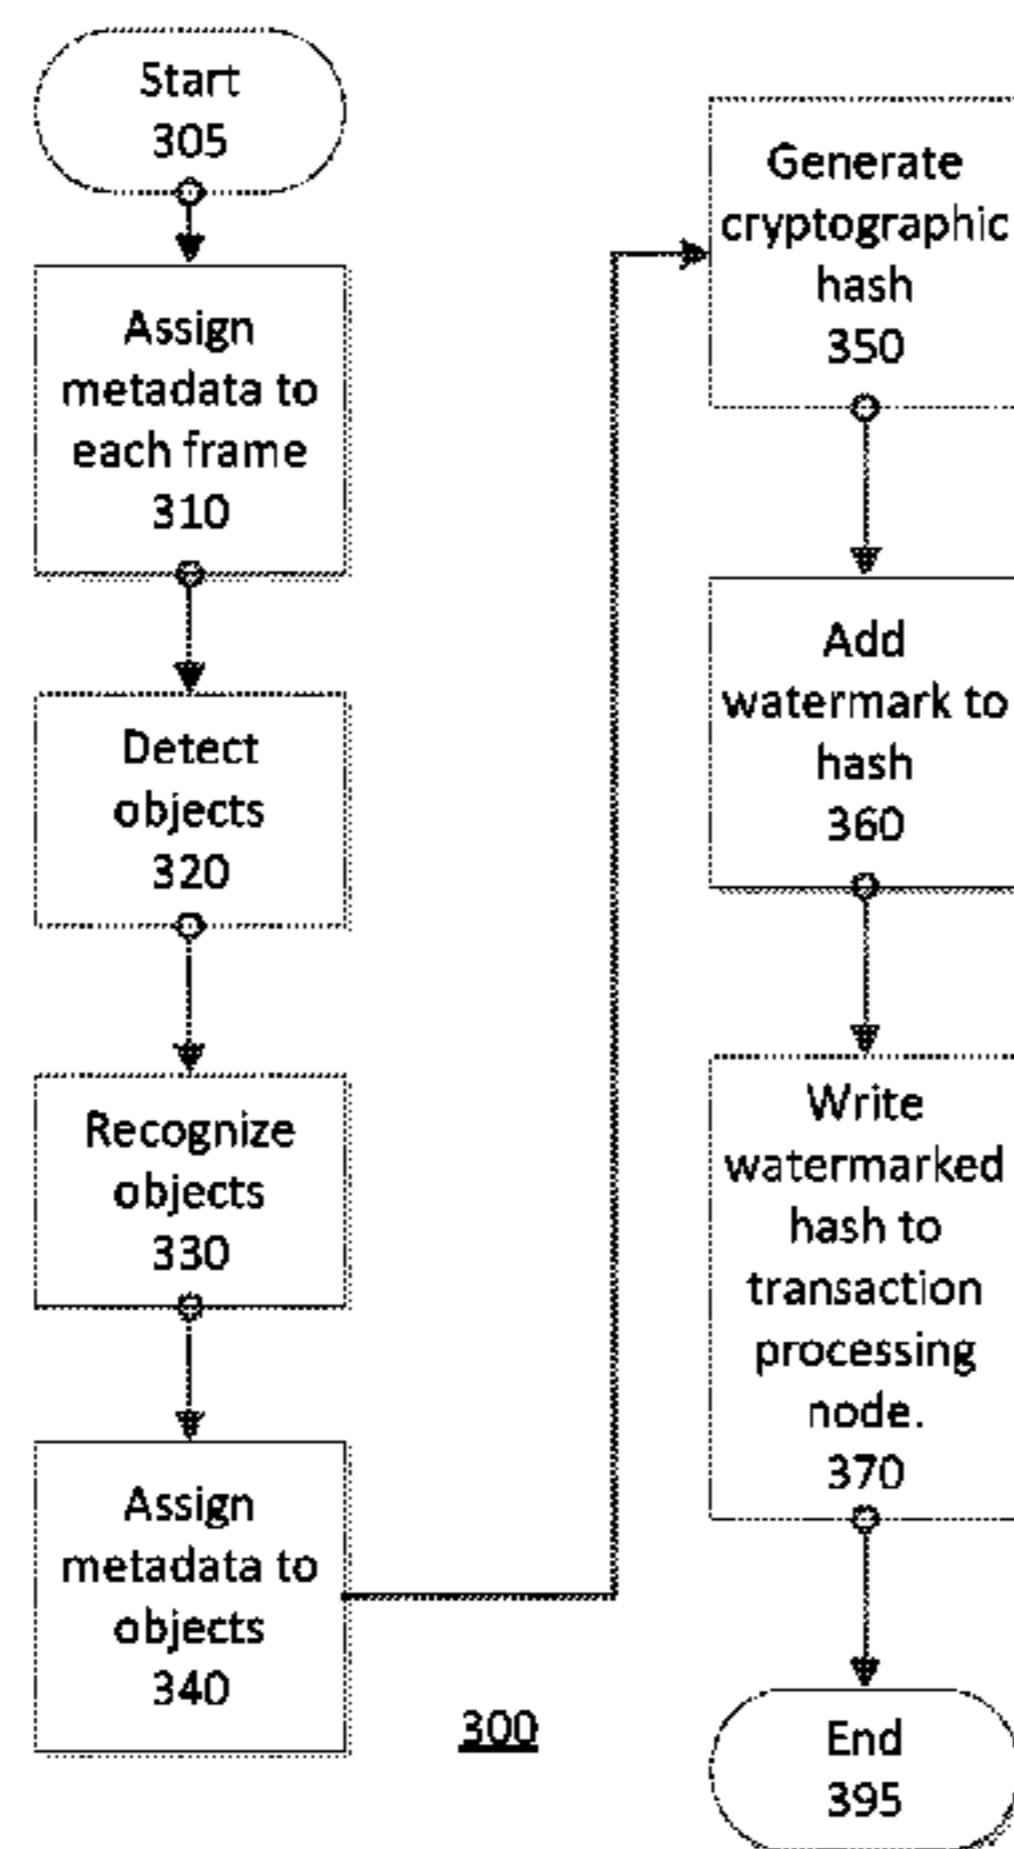 Start
305
Assign
metadata to
each frame
310
Detect
objects
320
Recognize
objects
330
Assign
metadata to
objects
340
300
Generate
cryptographic
hash
350
Add
watermark to
hash
360
Write
watermarked
hash to
transaction
processing
node.
370
End
395